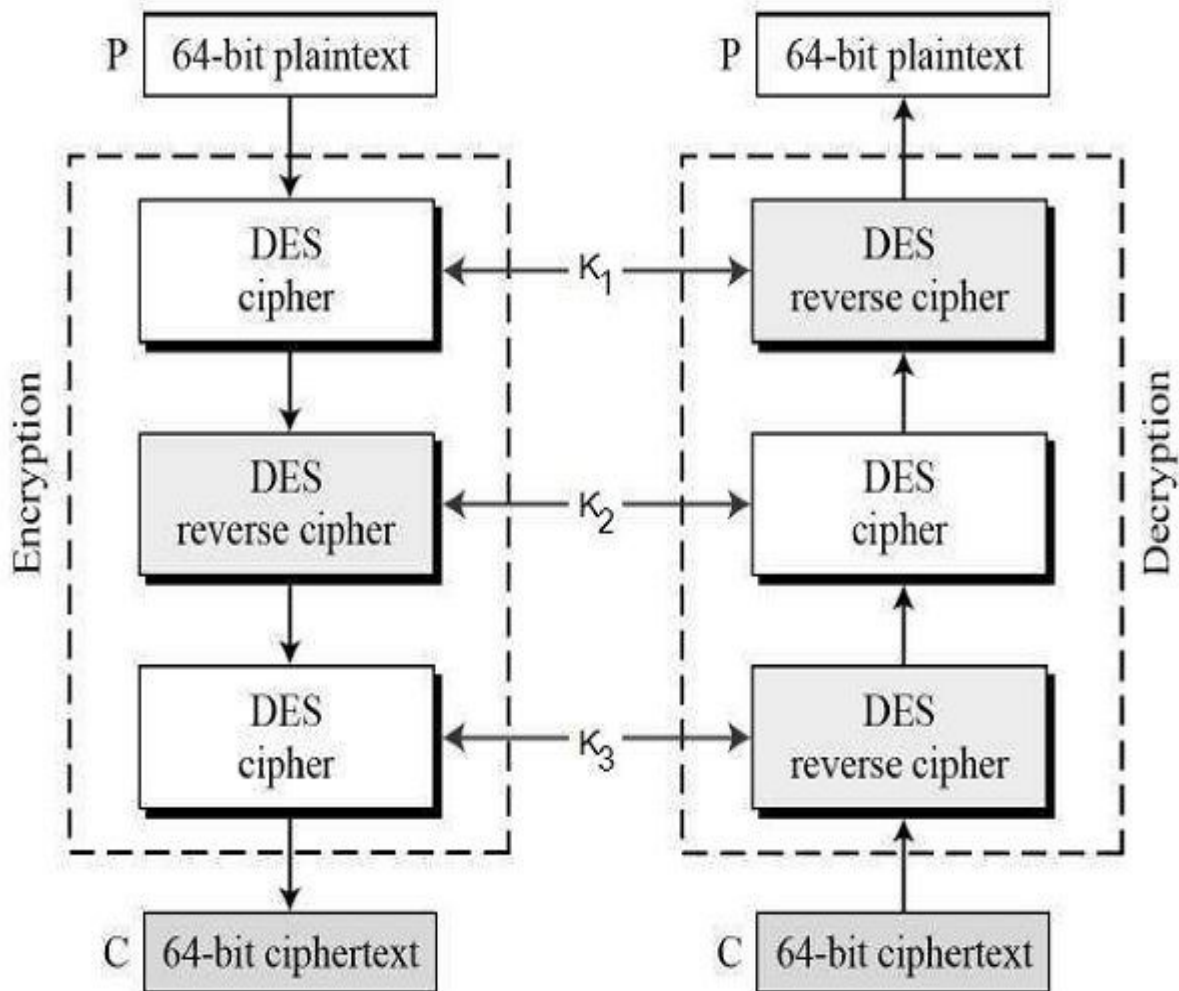 P 64-bit plaintext
P 64-bit plaintext
DES
cipher
K1
DES
reverse cipher
Encryption
DES
reverse cipher
K2
DES
cipher
Decryption
DES
cipher
K3
DES
reverse cipher
C 64-bit ciphertext
C 64-bit ciphertext